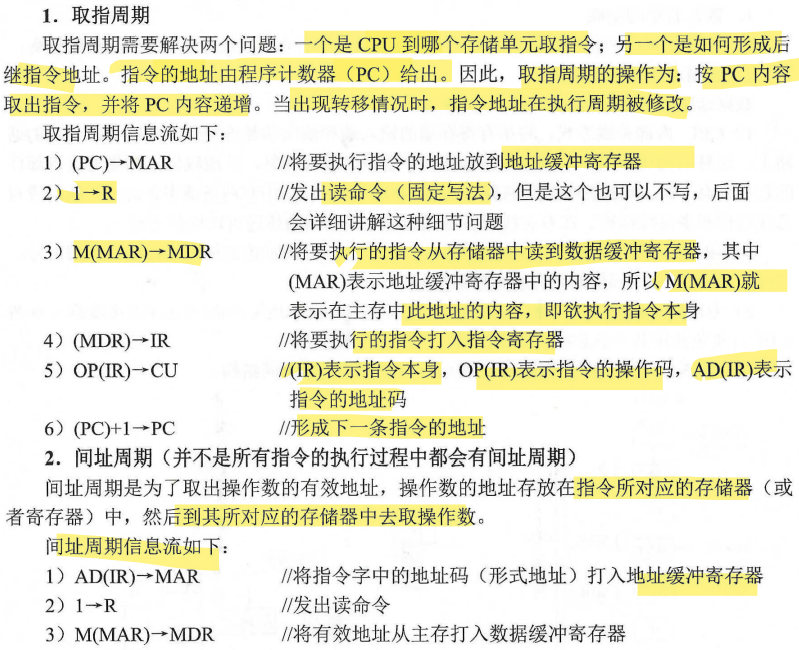 1．取指周期
取指周期需要解决两个问题：一个是 CPU 到哪个存储单元取指令；另一个是如何形成后
继指令地址。指令的地址由程序计数器（PC）给出。因此，取指周期的操作为：按 PC 内容
取出指令，并将 PC 内容递增。当出现转移情况时，指令地址在执行周期被修改。
取指周期信息流如下：
1）(PC)→MAR //将要执行指令的地址放到地址缓冲寄存器
2）1→R //发出读命令（固定写法），但是这个也可以不写，后面
会详细讲解这种细节问题
3）M(MAR)→MDR //将要执行的指令从存储器中读到数据缓冲寄存器，其中
(MAR)表示地址缓冲寄存器中的内容，所以 M(MAR)就
表示在主存中此地址的内容，即欲执行指令本身
4）(MDR)→IR //将要执行的指令打入指令寄存器
5）OP(IR)→CU //(IR)表示指令本身，OP(IR)表示指令的操作码，AD(IR)表示
指令的地址码
6）(PC)+1→PC //形成下一条指令的地址
2．间址周期（并不是所有指令的执行过程中都会有间址周期）
间址周期是为了取出操作数的有效地址，操作数的地址存放在指令所对应的存储器（或
者寄存器）中，然后到其所对应的存储器中去取操作数。
间址周期信息流如下：
1）AD(IR)→MAR //将指令字中的地址码（形式地址）打入地址缓冲寄存器
2）1→R //发出读命令
3）M(MAR)→MDR //将有效地址从主存打入数据缓冲寄存器